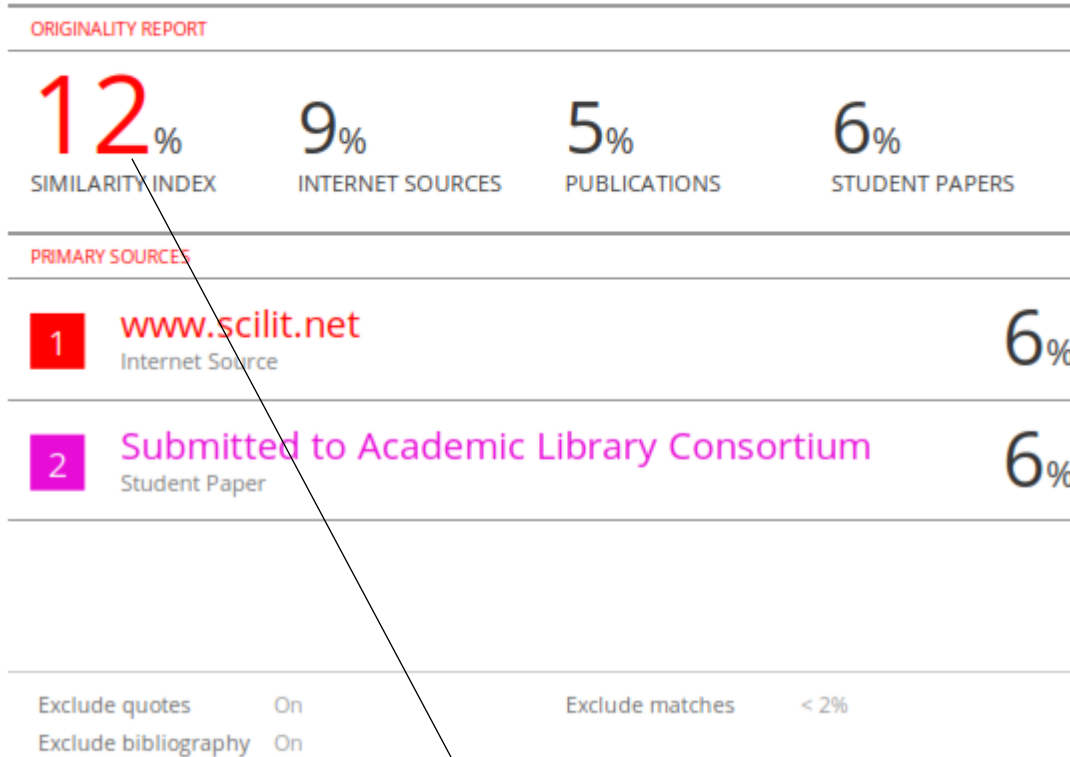 ORIGINALITY REPORT
12% 9% 5% 6%
SIMILARITY INDEX INTERNET SOURCES PUBLICATIONS STUDENT PAPERS
PRIMARY SOURCES
1 www.scilit.net 6%
Internet Source
2 Submitted to Academic Library Consortium 6%
Student Paper
Exclude quotes On Exclude matches < 2%
Exclude bibliography On